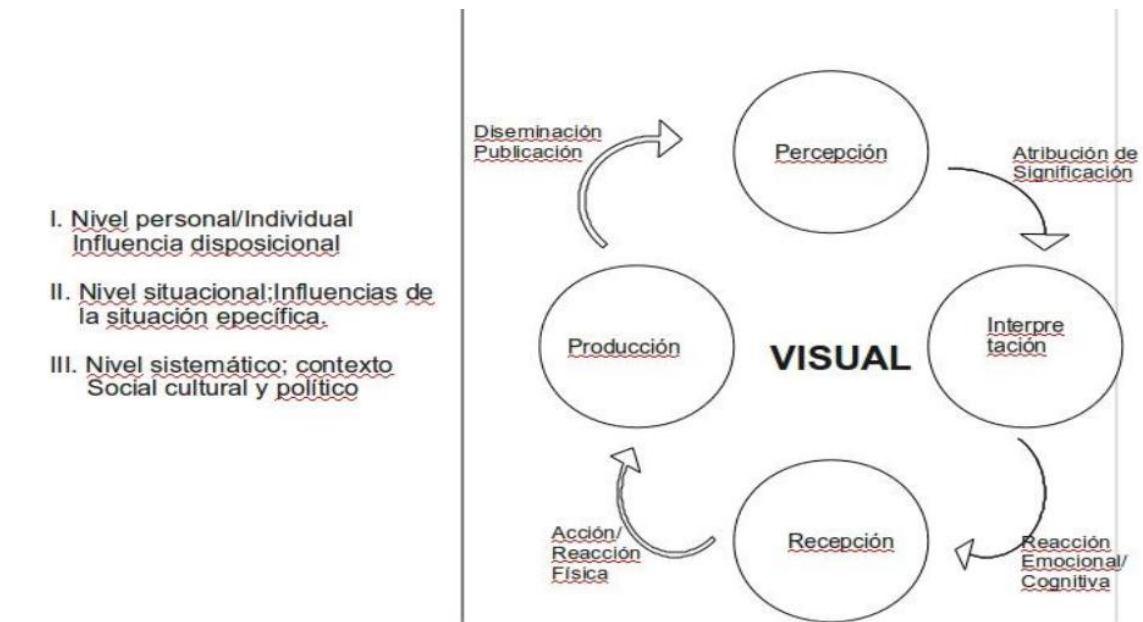 I. Nivel personal/Individual
Influencia disposicional
II. Nivel situacional;Influencias de
la situación epecífica.
III. Nivel sistemático; contexto
Social cultural y político
Diseminación
Publicación
Percepción
Atribución de
Significación
Producción
VISUAL
Interpre
tación
Acción/
Reacción
Física
Recepción
Reacción
Emocional/
Cognitiva